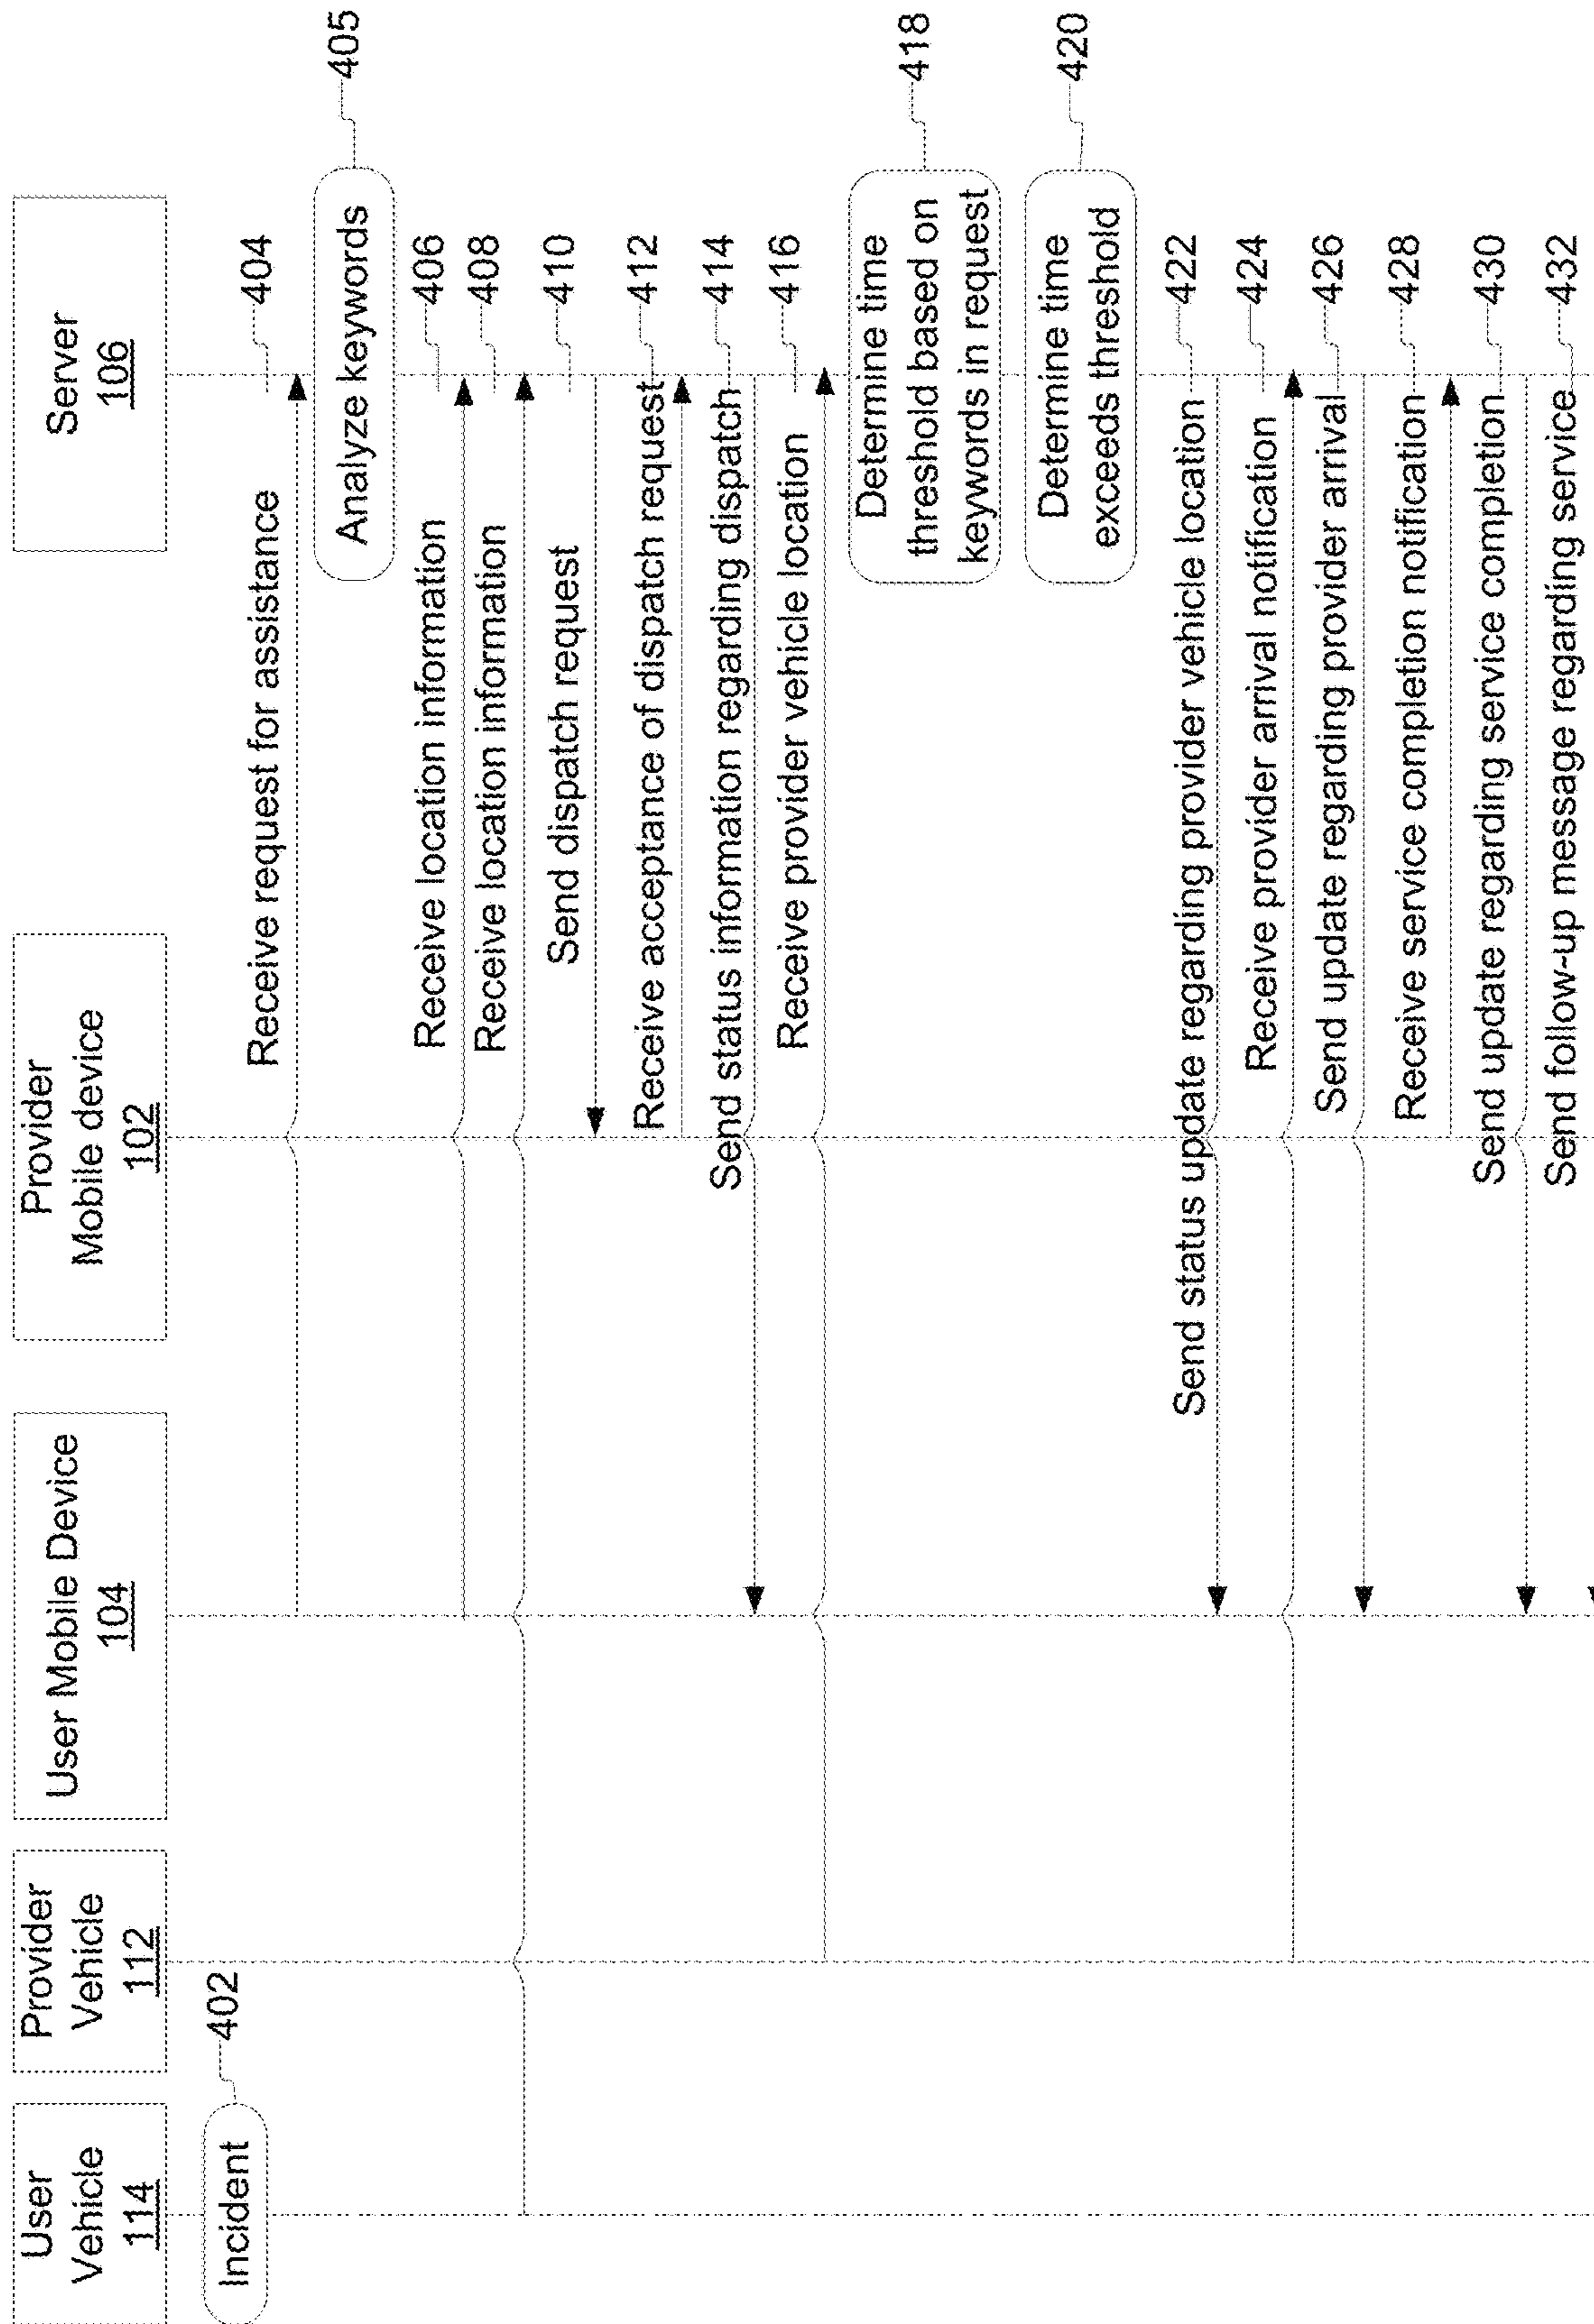 User
Vehicle
114
Provider
Vehicle
112
User Mobile Device
104
Provider
Mobile device
102
Server
106
Incident
402
Receive request for assistance
404
Analyze keywords
405
Receive location information
406
Receive location information
408
Send dispatch request
410
Receive acceptance of dispatch request
412
Send status information regarding dispatch
414
Receive provider vehicle location
416
Determine time
threshold based on
keywords in request
418
Determine time
exceeds threshold
420
Send status update regarding provider vehicle location
422
Receive provider arrival notification
424
Send update regarding provider arrival
426
Receive service completion notification
428
Send update regarding service completion
430
Send follow-up message regarding service
432